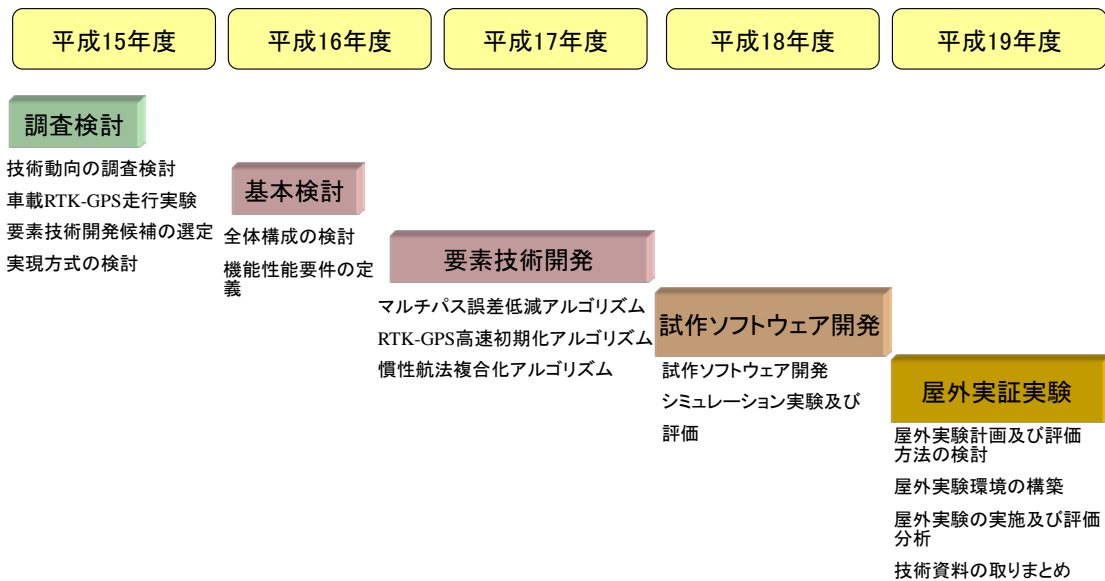 平成15年度
平成16年度
平成17年度
平成18年度
平成19年度
調査検討
技術動向の調査検討
車載RTK-GPS走行実験
要素技術開発候補の選定
実現方式の検討
基本検討
全体構成の検討
機能性能要件の定
義
要素技術開発
マルチパス誤差低減アルゴリズム
RTK-GPS高速初期化アルゴリズム
慣性航法複合化アルゴリズム
試作ソフトウェア開発
試作ソフトウェア開発
シミュレーション実験及び
評価
屋外実証実験
屋外実験計画及び評価
方法の検討
屋外実験環境の構築
屋外実験の実施及び評価
分析
技術資料の取りまとめ